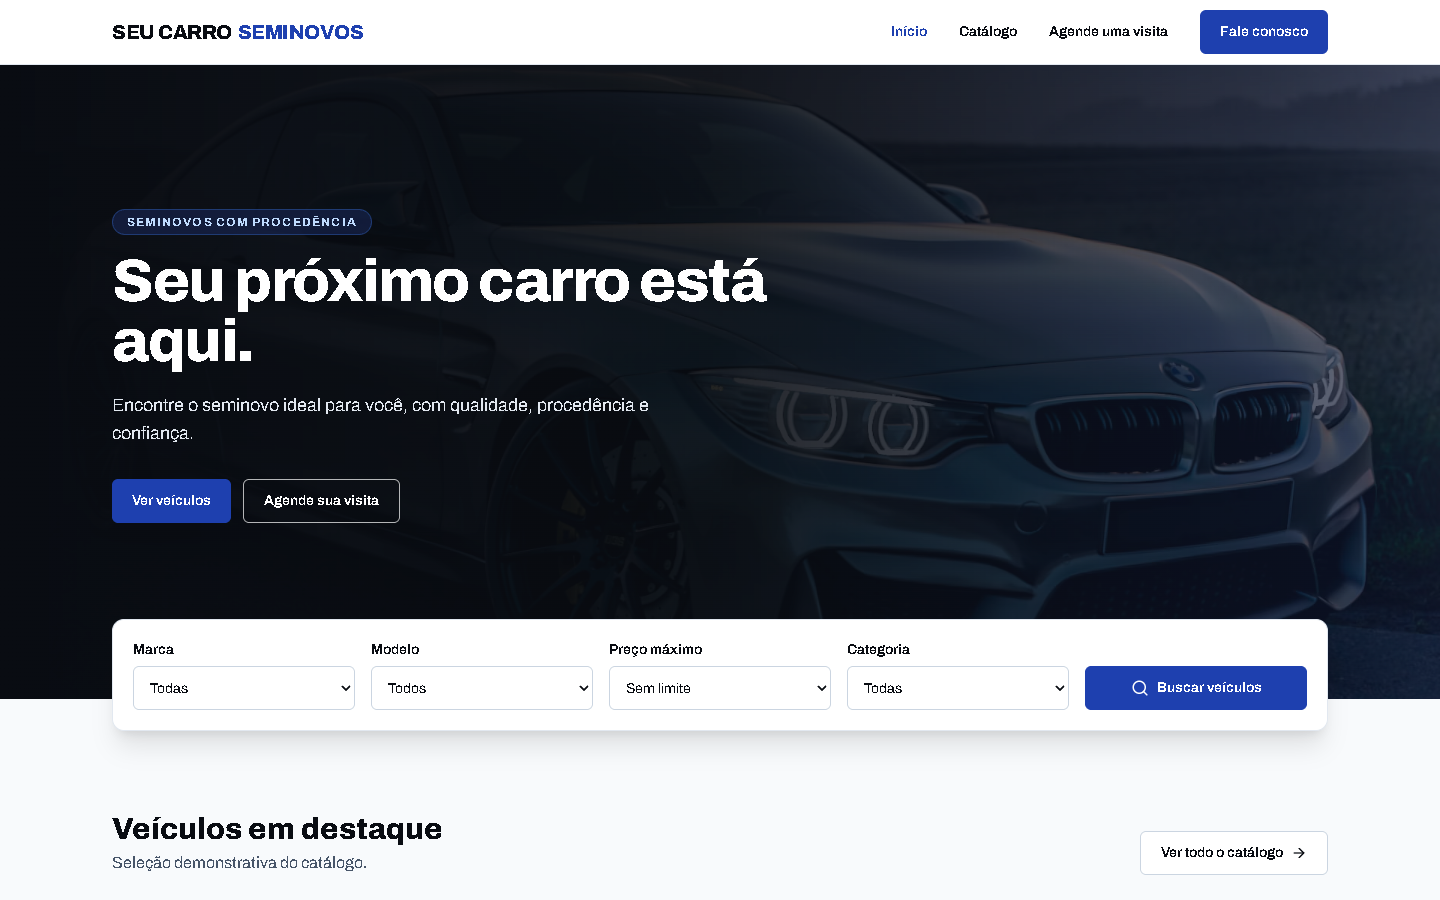 SEU CARRO SEMINOVOS
Início
Catálogo
Agende uma visita
Fale conosco
SEMINOVOS COM PROCEDÊNCIA
Seu próximo carro está
aqui.
Encontre o seminovo ideal para você, com qualidade, procedência e
confiança.
Ver veículos
Agende sua visita
Marca
Modelo
Preço máximo
Categoria
Todas
Todos
Sem limite
Todas
Buscar veículos
Veículos em destaque
Seleção demonstrativa do catálogo.
Ver todo o catálogo